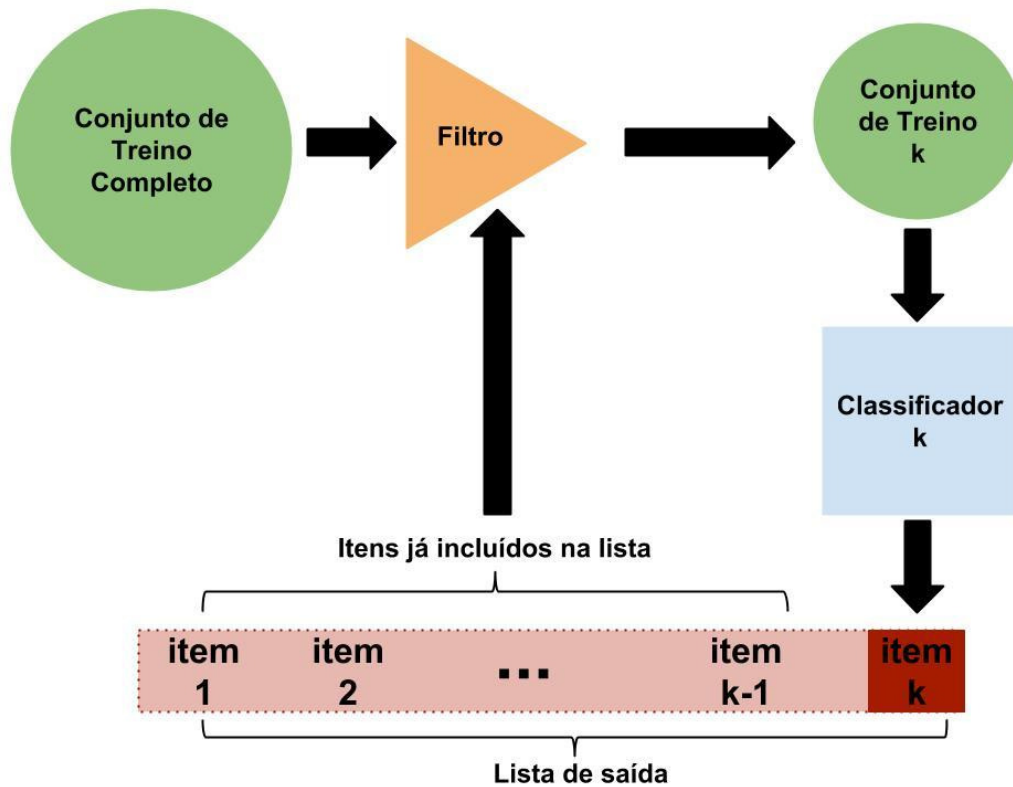 Conjunto de
Treino
Completo
Filtro
Conjunto
de Treino
k
Classificador
k
Itens já incluídos na lista
item
1
item
2
...
item
k-1
item
k
Lista de saída